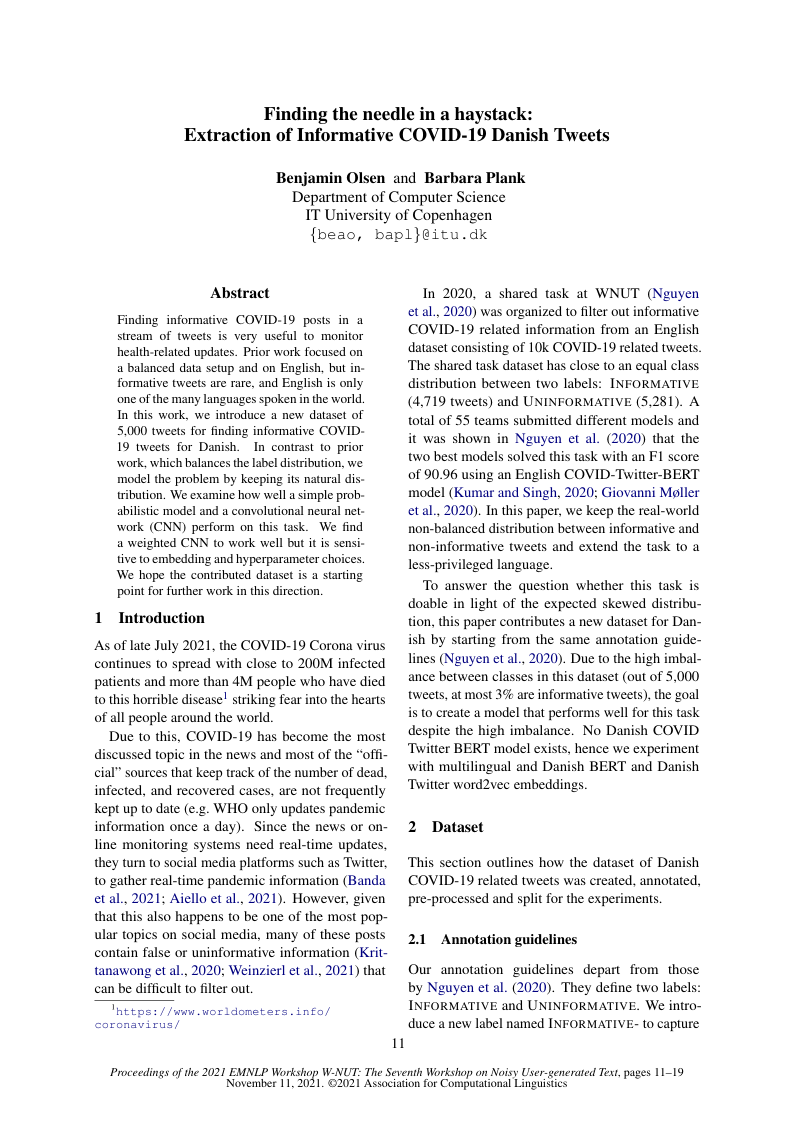 Finding the needle in a haystack:
Extraction of Informative COVID-19 Danish Tweets
Benjamin Olsen and Barbara Plank
Department of Computer Science
IT University of Copenhagen
{beao, bapl}@itu.dk
Abstract
Finding informative COVID-19 posts in a
stream of tweets is very useful to monitor
health-related updates. Prior work focused on
a balanced data setup and on English, but in-
formative tweets are rare, and English is only
one of the many languages spoken in the world.
In this work, we introduce a new dataset of
5,000 tweets for finding informative COVID-
19 tweets for Danish. In contrast to prior
work, which balances the label distribution, we
model the problem by keeping its natural dis-
tribution. We examine how well a simple prob-
abilistic model and a convolutional neural net-
work (CNN) perform on this task. We find
a weighted CNN to work well but it is sensi-
tive to embedding and hyperparameter choices.
We hope the contributed dataset is a starting
point for further work in this direction.
1 Introduction
As of late July 2021, the COVID-19 Corona virus
continues to spread with close to 200M infected
patients and more than 4M people who have died
to this horrible disease1 striking fear into the hearts
of all people around the world.
Due to this, COVID-19 has become the most
discussed topic in the news and most of the “offi-
cial” sources that keep track of the number of dead,
infected, and recovered cases, are not frequently
kept up to date (e.g. WHO only updates pandemic
information once a day). Since the news or on-
line monitoring systems need real-time updates,
they turn to social media platforms such as Twitter,
to gather real-time pandemic information (Banda
et al., 2021; Aiello et al., 2021). However, given
that this also happens to be one of the most pop-
ular topics on social media, many of these posts
contain false or uninformative information (Krit-
tanawong et al., 2020; Weinzierl et al., 2021) that
can be difficult to filter out.
1https://www.worldometers.info/
coronavirus/
In 2020, a shared task at WNUT (Nguyen
et al., 2020) was organized to filter out informative
COVID-19 related information from an English
dataset consisting of 10k COVID-19 related tweets.
The shared task dataset has close to an equal class
distribution between two labels: INFORMATIVE
(4,719 tweets) and UNINFORMATIVE (5,281). A
total of 55 teams submitted different models and
it was shown in Nguyen et al. (2020) that the
two best models solved this task with an F1 score
of 90.96 using an English COVID-Twitter-BERT
model (Kumar and Singh, 2020; Giovanni Møller
et al., 2020). In this paper, we keep the real-world
non-balanced distribution between informative and
non-informative tweets and extend the task to a
less-privileged language.
To answer the question whether this task is
doable in light of the expected skewed distribu-
tion, this paper contributes a new dataset for Dan-
ish by starting from the same annotation guide-
lines (Nguyen et al., 2020). Due to the high imbal-
ance between classes in this dataset (out of 5,000
tweets, at most 3% are informative tweets), the goal
is to create a model that performs well for this task
despite the high imbalance. No Danish COVID
Twitter BERT model exists, hence we experiment
with multilingual and Danish BERT and Danish
Twitter word2vec embeddings.
2 Dataset
This section outlines how the dataset of Danish
COVID-19 related tweets was created, annotated,
pre-processed and split for the experiments.
2.1 Annotation guidelines
Our annotation guidelines depart from those
by Nguyen et al. (2020). They define two labels:
INFORMATIVE and UNINFORMATIVE. We intro-
duce a new label named INFORMATIVE- to capture
11
Proceedings of the 2021 EMNLP Workshop W-NUT: The Seventh Workshop on Noisy User-generated Text, pages 11–19
November 11, 2021. ©2021 Association for Computational Linguistics